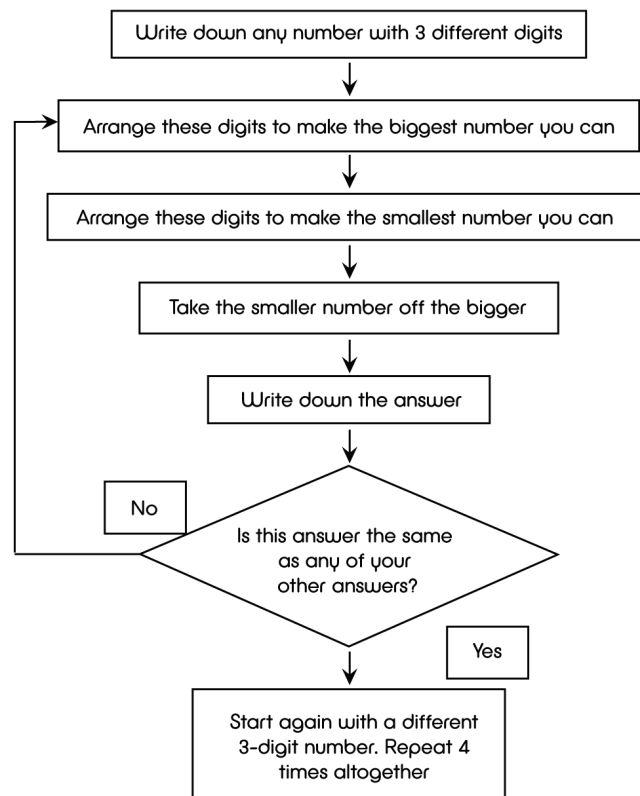 Write down any number with 3 different digits
Arrange these digits to make the biggest number you can
Arrange these digits to make the smallest number you can
Take the smaller number off the bigger
Write down the answer
No
Is this answer the same
as any of your
other answers?
Yes
Start again with a different
3-digit number. Repeat 4
times altogether